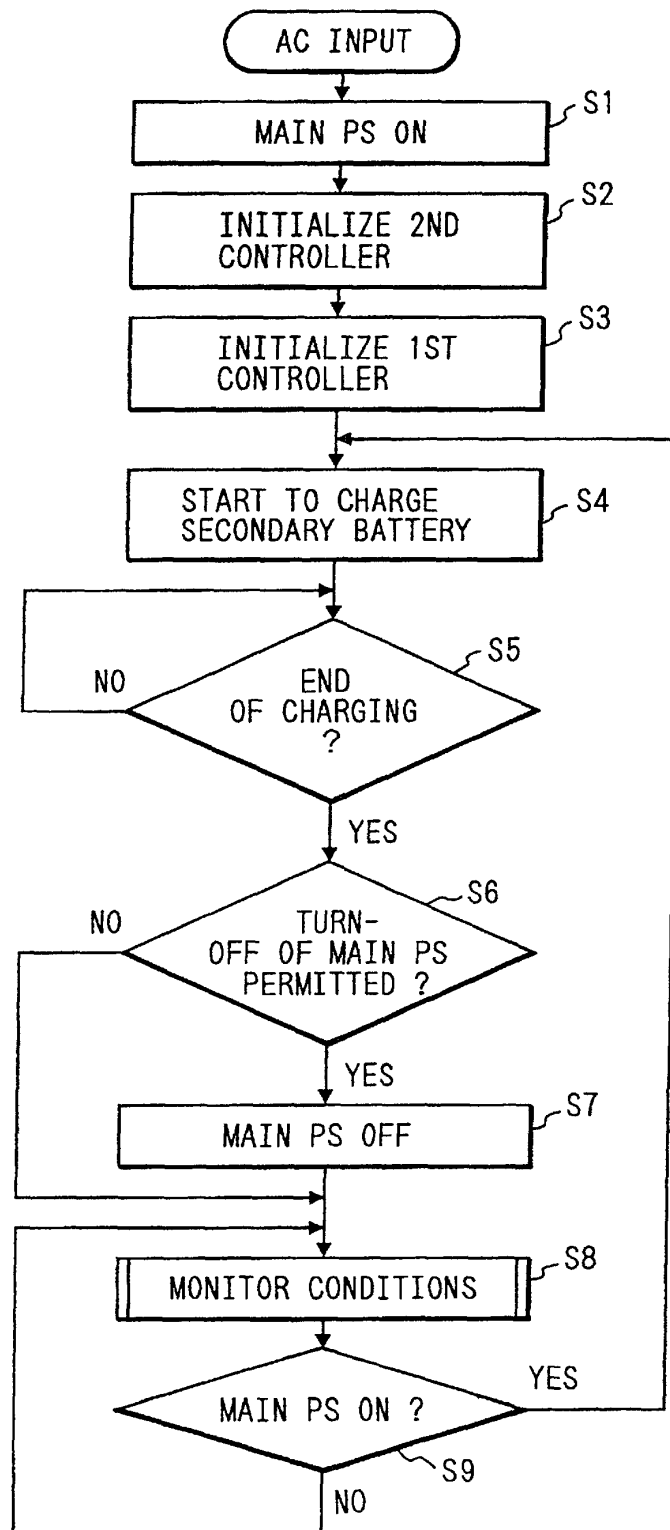 AC INPUT
S1
MAIN PS ON
S2
INITIALIZE 2ND
CONTROLLER
S3
INITIALIZE 1ST
CONTROLLER
S4
START TO CHARGE
SECONDARY BATTERY
S5
NO
END
OF CHARGING
?
YES
S6
NO
TURN-
OFF OF MAIN PS
PERMITTED ?
YES
S7
MAIN PS OFF
S8
MONITOR CONDITIONS
YES
MAIN PS ON ?
S9
NO